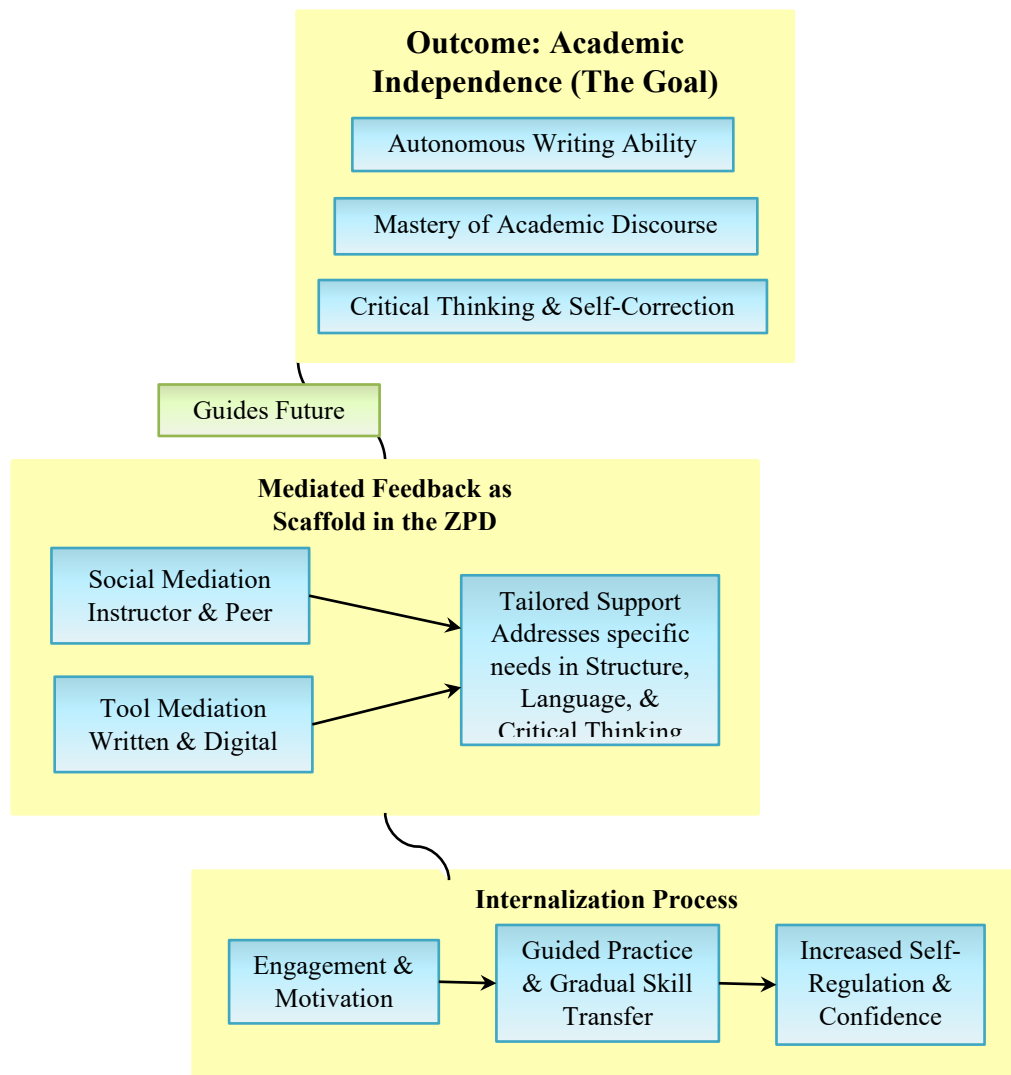 Outcome: Academic
Independence (The Goal)
Autonomous Writing Ability
Mastery of Academic Discourse
Critical Thinking & Self-Correction
Guides Future
Mediated Feedback as
Scaffold in the ZPD
Social Mediation
Instructor & Peer
Tool Mediation
Written & Digital
Tailored Support
Addresses specific
needs in Structure,
Language, &
Critical Thinking
Internalization Process
Engagement &
Motivation
Guided Practice
& Gradual Skill
Transfer
Increased Self-
Regulation &
Confidence